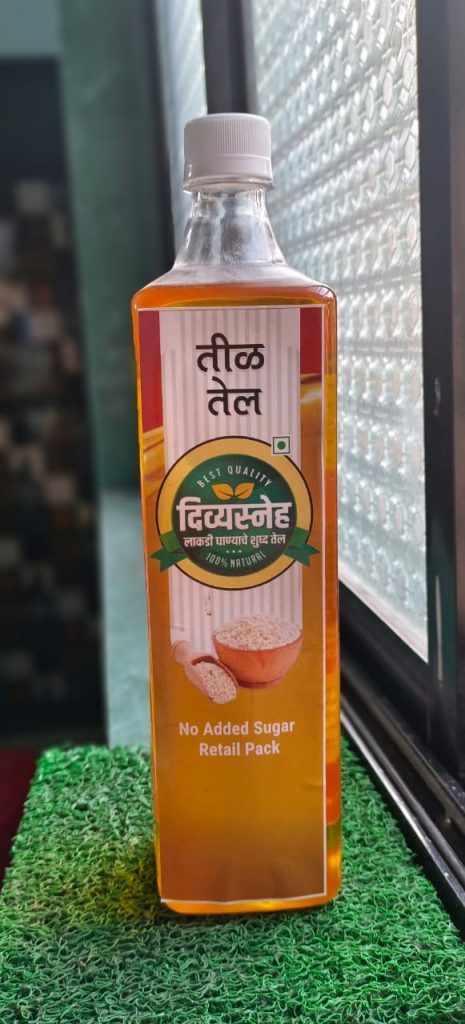 तीळ
तेल
BEST QUALITY
दिव्यस्नेह
लाकडी घाण्याचे शुध्द तेल
100% NATURAL
No Added Sugar
Retail Pack